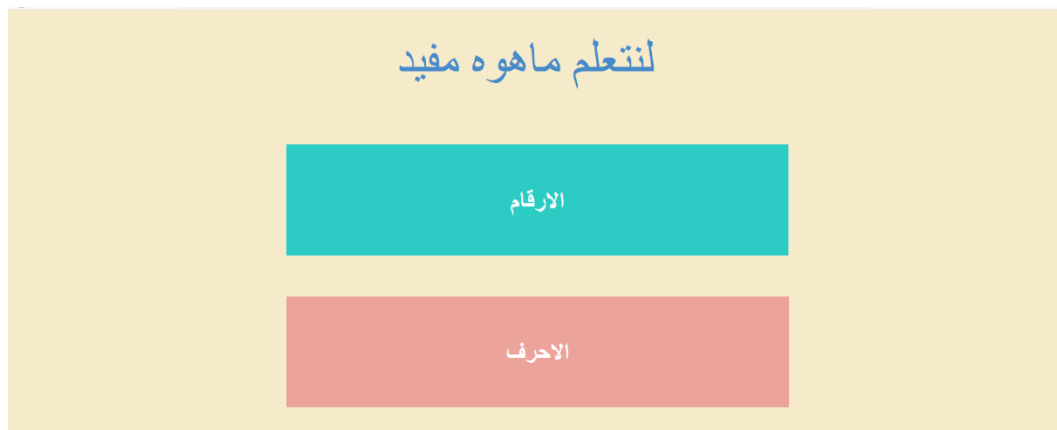 لنتعلم ماهوه مفيد
الارقام
الاحرف